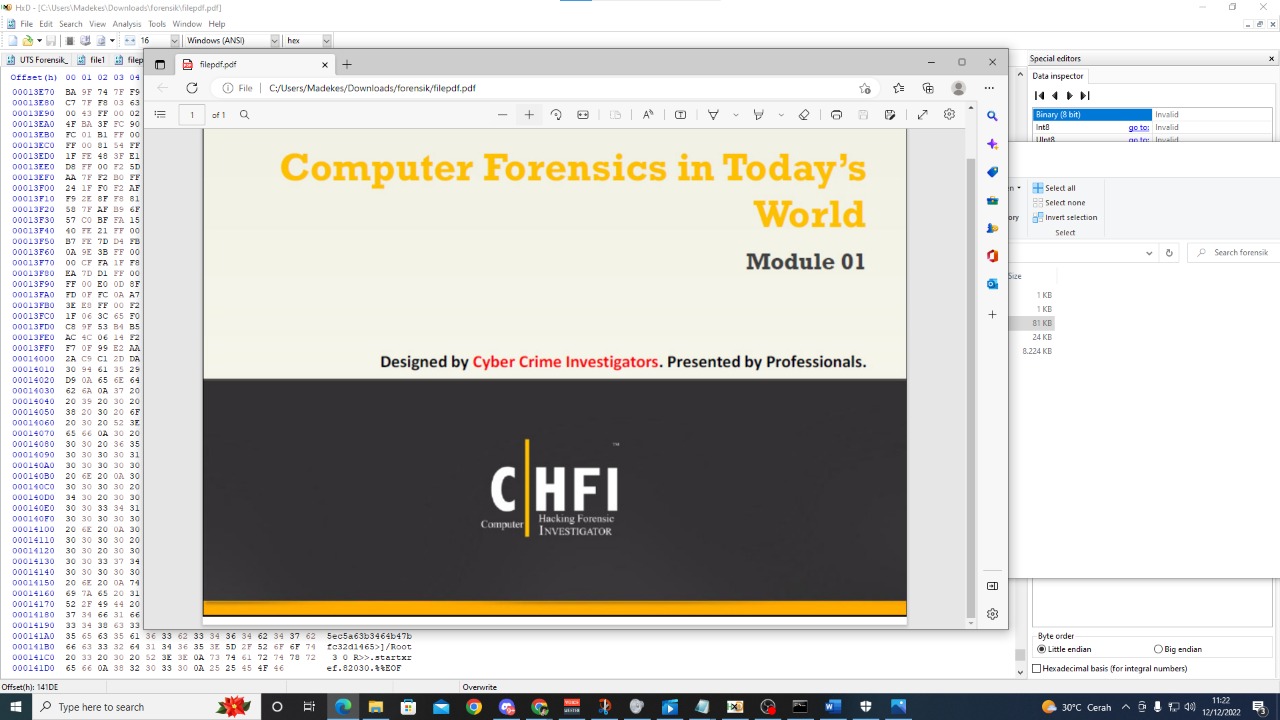 HxD - [C:\Users\Madekes\Downloads\forensik\filepdf.pdf]
File Edit Search View Analysis Tools Window Help
16 Windows (ANSI) hex
UTS Forensik_ file1 filep
filepdf.pdf
File C:/Users/Madekes/Downloads/forensik/filepdf.pdf
1 of 1
Computer Forensics in Today's
World
Module 01
Designed by Cyber Crime Investigators. Presented by Professionals.
CHFI
TM
Computer Hacking Forensic
INVESTIGATOR
Special editors
Data inspector
Binary (8 bit) Invalid
Int8 go to: Invalid
UInt8 go to: Invalid
Select all
Select none
Invert selection
Select
Search forensik
Size
1 KB
1 KB
81 KB
24 KB
8.224 KB
Byte order
Little endian Big endian
Hexadecimal basis (for integral numbers)
Offset(h) 00 01 02 03 04
00013E70 BA 9F 74 7F F9
00013E80 C7 7F F8 03 63
00013E90 00 43 FF 00 02
00013EA0 4F BA 3F FC 90
00013EB0 FC 01 B1 FF 00
00013EC0 FF 00 81 54 FF
00013ED0 1F FE 48 3F E1
00013EE0 D8 FF 00 F2 5D
00013EF0 AA 7F F2 B0 FF
00013F00 24 1F F0 F2 AF
00013F10 F9 2E 8F F8 81
00013F20 58 7F AF B9 6F
00013F30 57 C0 BF FA 15
00013F40 40 FE 21 FF 00
00013F50 B7 FE 7D D4 FB
00013F60 0A 9E 3B FF 00
00013F70 00 CF FA 1F F8
00013F80 EA 7D D1 FF 00
00013F90 FF 00 E0 0D 8F
00013FA0 FD 0F FC 0A A7
00013FB0 3E E8 FF 00 F2
00013FC0 1F 06 3C 65 F0
00013FD0 C8 9F 53 B4 B5
00013FE0 AC 4C 06 14 F2
00013FF0 F7 0F 99 E2 AA
00014000 2A C9 C1 2D DA
00014010 30 94 61 35 29
00014020 D9 0A 65 6E 64
00014030 62 6A 0A 37 20
00014040 20 39 20 30 20
00014050 38 20 30 20 6F
00014060 20 30 20 52 3E
00014070 65 66 0A 30 20
00014080 30 30 20 36 35
00014090 30 30 30 30 31
000140A0 30 30 30 30 30
000140B0 20 6E 20 0A 30
000140C0 30 30 30 30 20
000140D0 34 30 20 30 30
000140E0 30 30 33 34 31
000140F0 30 30 30 30 30
00014100 20 6E 20 0A 30
00014110 30 30 30 30 20
00014120 30 30 20 30 30
00014130 30 30 33 37 34
00014140 30 30 30 30 30
00014150 20 6E 20 0A 74
00014160 69 7A 65 20 31
00014170 52 2F 49 44 20
00014180 37 34 66 31 66
00014190 33 34 38 63 33
000141A0 35 65 63 35 61 36 33 62 33 34 36 34 62 34 37 62 5ec5a63b3464b47b
000141B0 66 63 33 32 64 31 34 36 35 3E 5D 2F 52 6F 6F 74 fc32d1465>]/Root
000141C0 20 33 20 30 20 52 3E 3E 0A 73 74 61 72 74 78 72 3 0 R>>.startxr
000141D0 65 66 0A 38 32 30 33 30 0A 25 25 45 4F 46 ef.82030.%%EOF
Offset(h): 141DE Overwrite
Type here to search
30°C Cerah
11:22
12/12/2022